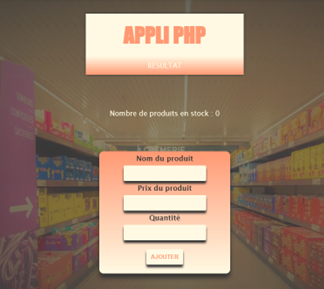 APPLI PHP
RESULTAT
Nombre de produits en stock : 0
Nom du produit
Prix du produit
Quantité
AJOUTER